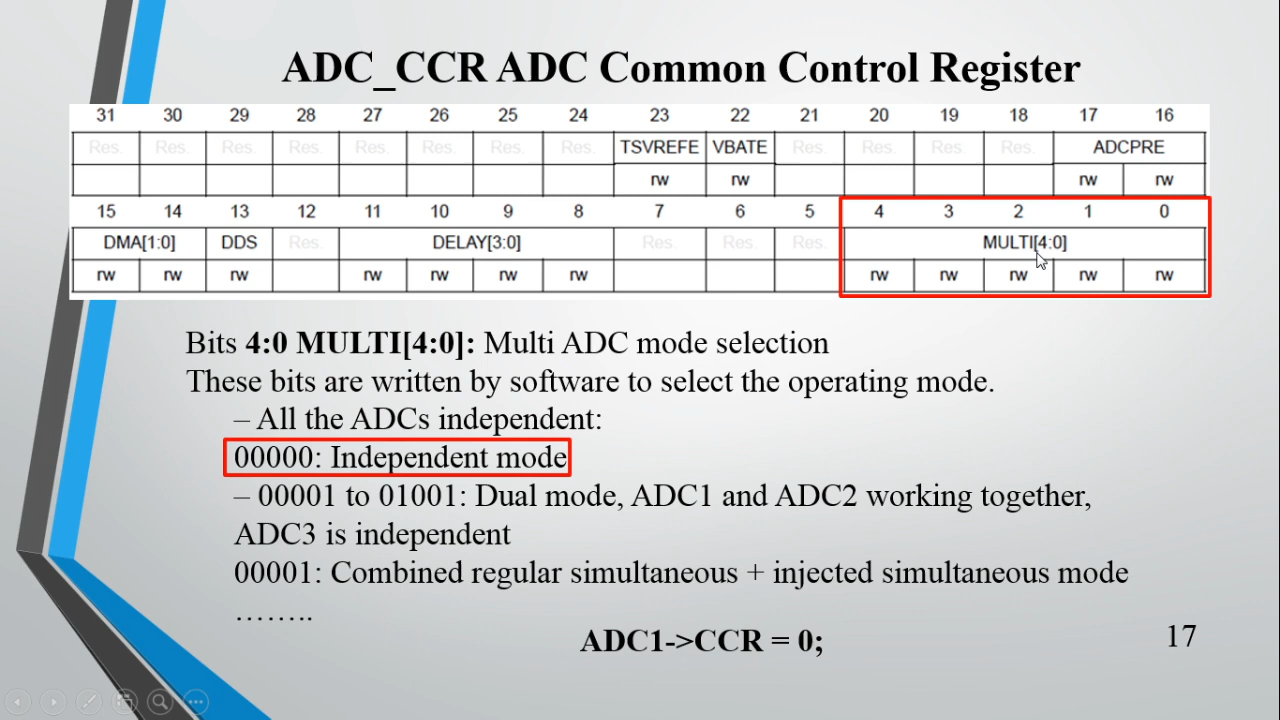 ADC_CCR ADC Common Control Register
31 30 29 28 27 26 25 24 23 22 21 20 19 18 17 16
Res. Res. Res. Res. Res. Res. Res. Res. TSVREFE VBATE Res. Res. Res. Res. ADCPRE
rw rw rw rw
15 14 13 12 11 10 9 8 7 6 5 4 3 2 1 0
DMA[1:0] DDS Res. DELAY[3:0] Res. Res. Res. MULTI[4:0]
rw rw rw rw rw rw rw rw rw rw rw rw
Bits 4:0 MULTI[4:0]: Multi ADC mode selection
These bits are written by software to select the operating mode.
– All the ADCs independent:
00000: Independent mode
– 00001 to 01001: Dual mode, ADC1 and ADC2 working together,
ADC3 is independent
00001: Combined regular simultaneous + injected simultaneous mode
……..
ADC1->CCR = 0;
17